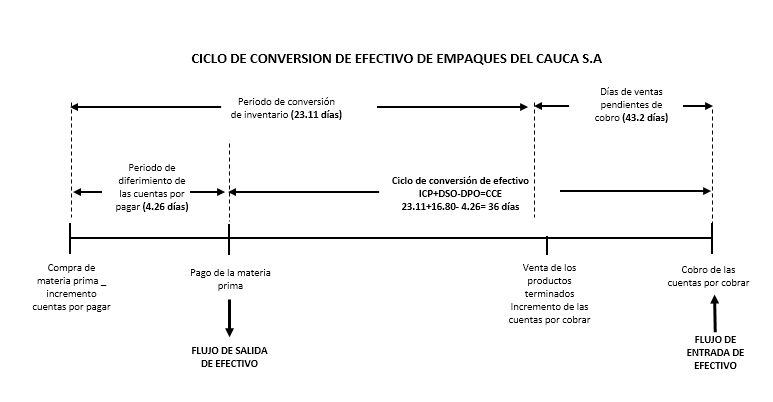 CICLO DE CONVERSION DE EFECTIVO DE EMPAQUES DEL CAUCA S.A
Periodo de conversión
de inventario (23.11 días)
Días de ventas
pendientes de
cobro (43.2 días)
Periodo de
diferimiento de
las cuentas por
pagar (4.26 días)
Ciclo de conversión de efectivo
ICP+DSO-DPO=CCE
23.11+16.80- 4.26= 36 días
Compra de
materia prima _
incremento
cuentas por pagar
Pago de la materia
prima
Venta de los
productos
terminados
Incremento de las
cuentas por cobrar
Cobro de las
cuentas por cobrar
FLUJO DE SALIDA
DE EFECTIVO
FLUJO DE
ENTRADA DE
EFECTIVO